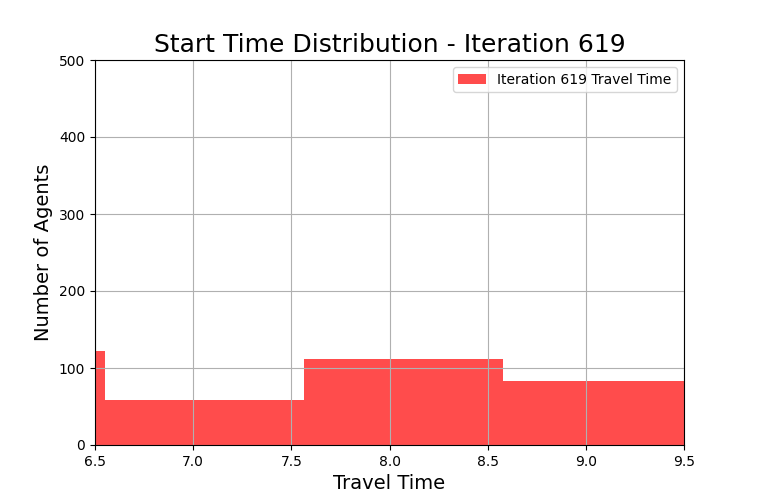 Start Time Distribution - Iteration 619
500
400
300
200
100
0
Number of Agents
Iteration 619 Travel Time
6.5 7.0 7.5 8.0 8.5 9.0 9.5
Travel Time